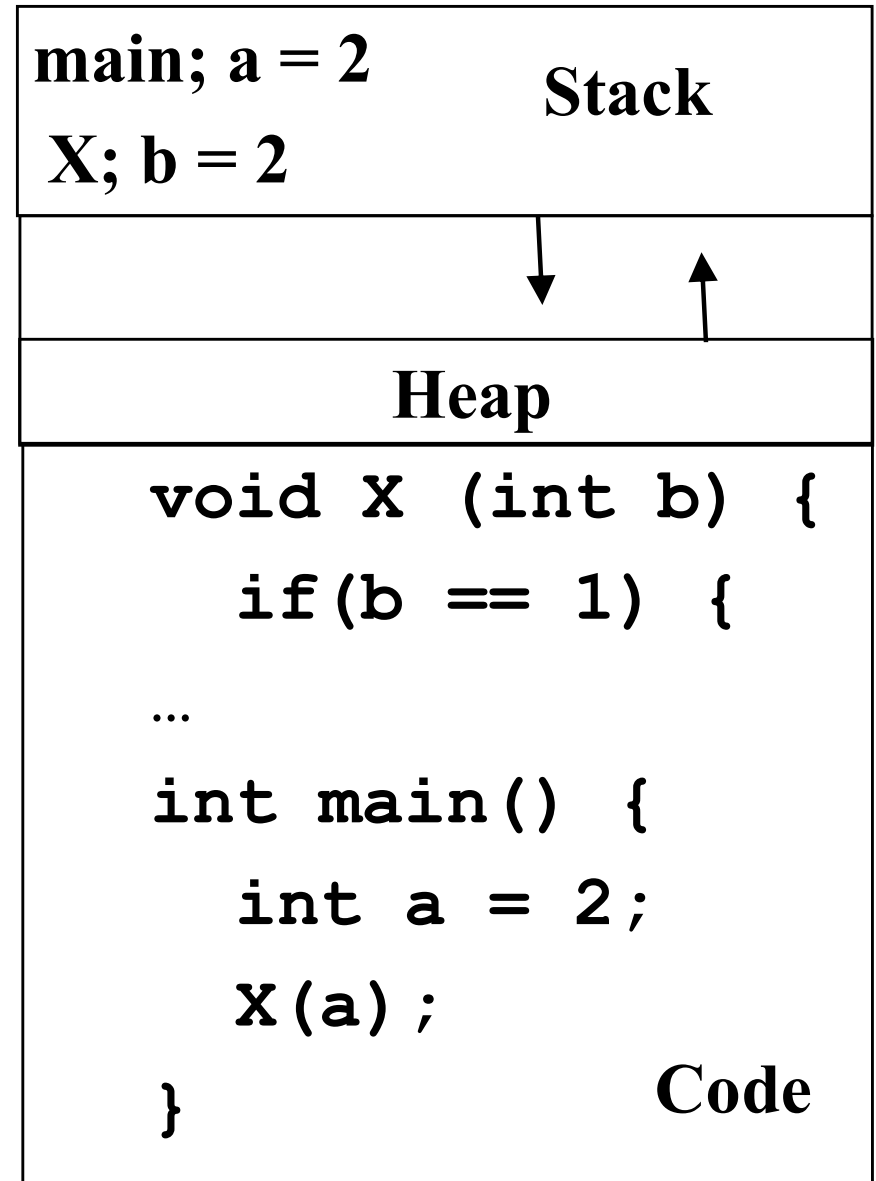 main; a = 2
Stack
X; b = 2
Heap
void X (int b) {
if(b == 1) {
…
int main() {
int a = 2;
X(a);
}
Code